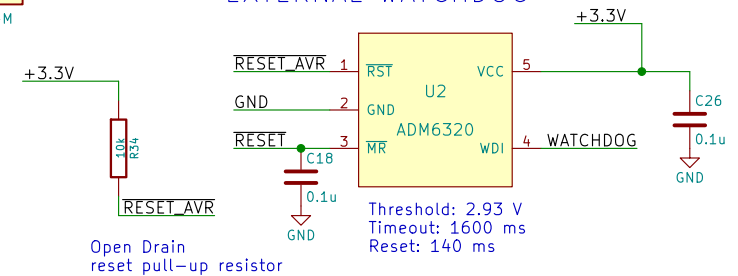 EXTERNAL WATCHDOG
M
+3.3V
10k
R34
RESET_AVR
Open Drain
reset pull-up resistor
RESET_AVR
GND
RESET
1
2
3
RST
GND
MR
U2
ADM6320
VCC
WDI
5
4
WATCHDOG
+3.3V
C18
0.1u
GND
C26
0.1u
GND
Threshold: 2.93 V
Timeout: 1600 ms
Reset: 140 ms